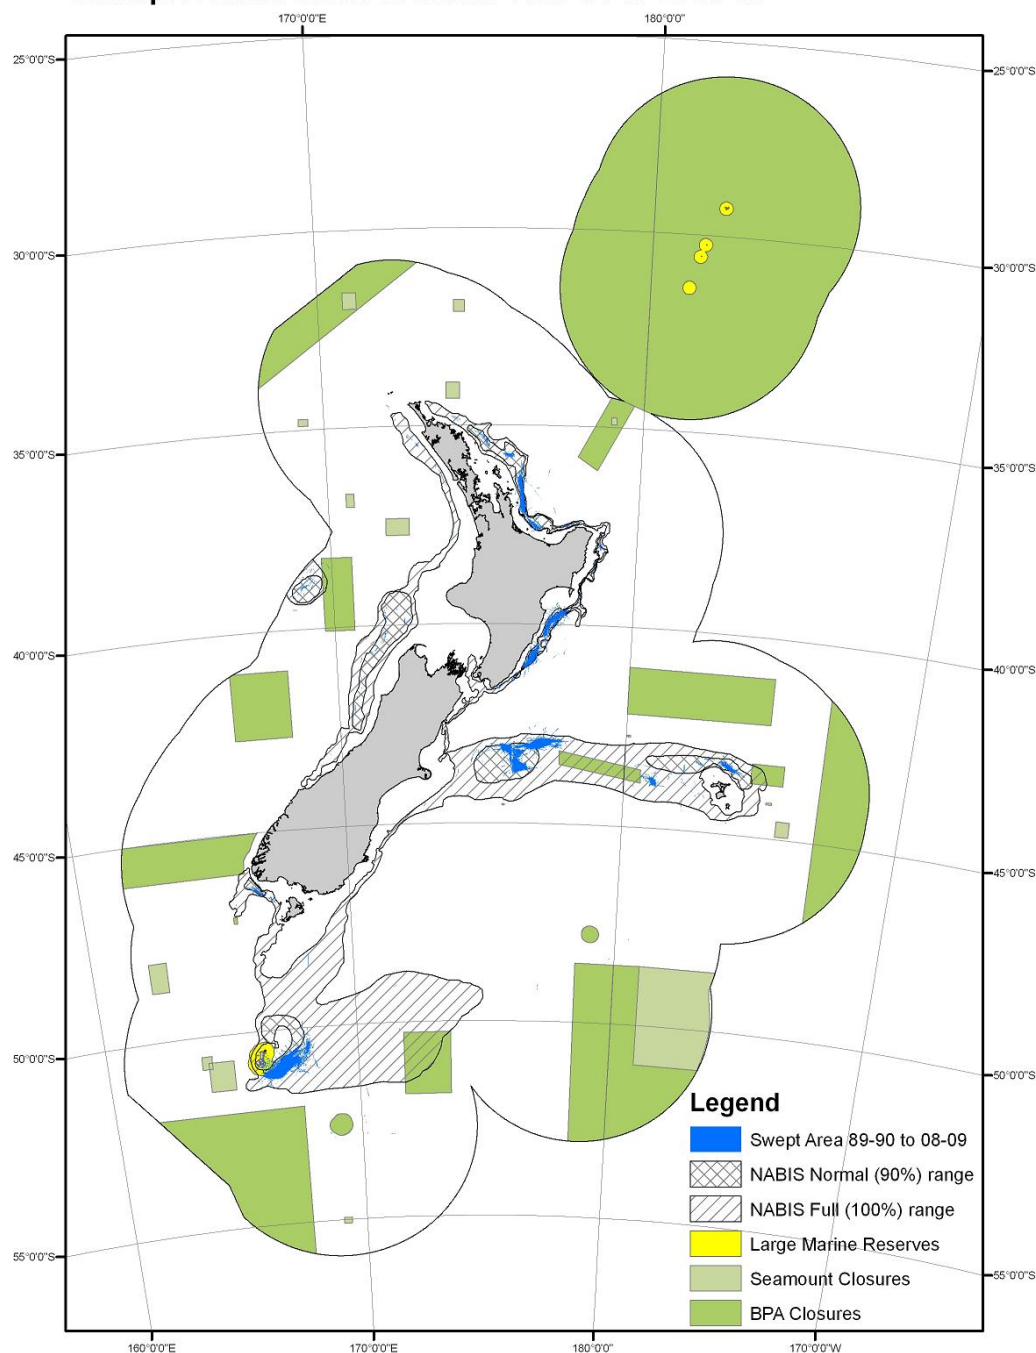 170°0'0"E 180°0'0"
25°0'0"S 25°0'0"S
30°0'0"S 30°0'0"S
35°0'0"S 35°0'0"S
40°0'0"S 40°0'0"S
45°0'0"S 45°0'0"S
50°0'0"S 50°0'0"S
Legend
Swept Area 89-90 to 08-09
NABIS Normal (90%) range
NABIS Full (100%) range
Large Marine Reserves
55°0'0"S 55°0'0"S
Seamount Closures
BPA Closures
160°0'0"E 170°0'0"E 180°0'0" 170°0'0"W